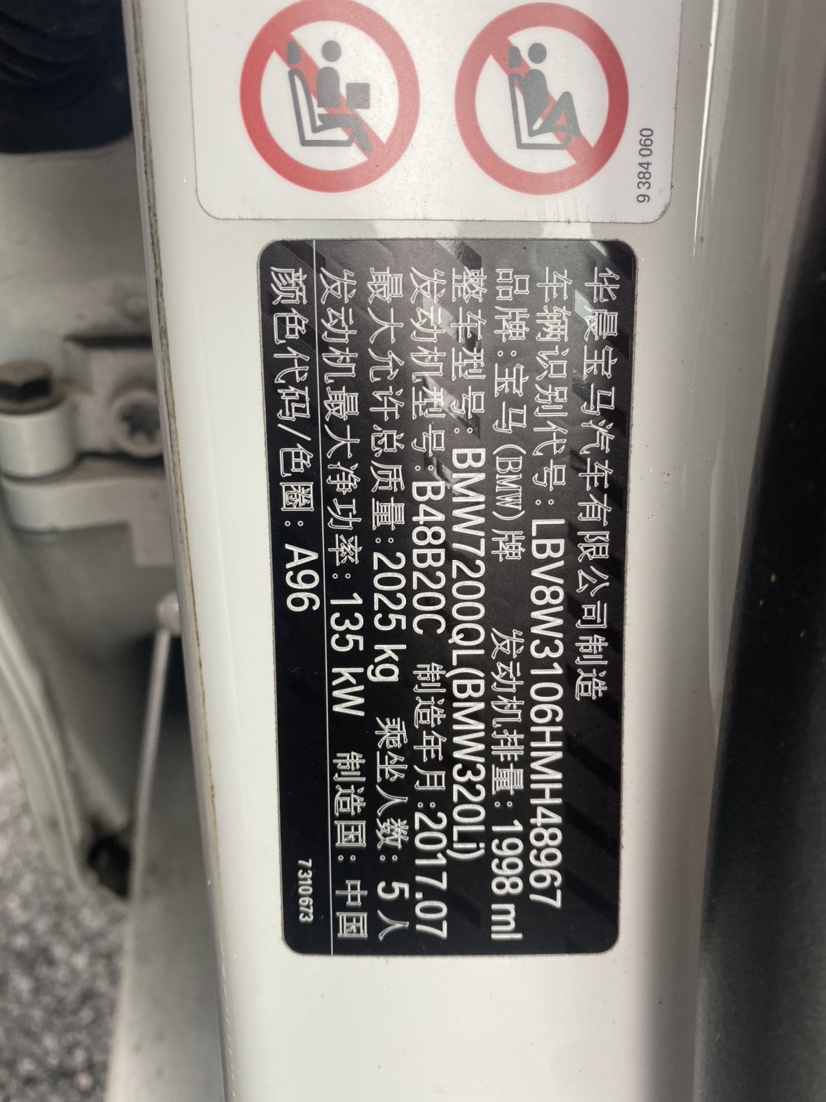 9 384 060
华晨宝马汽车有限公司制造
车辆识别代号：LBV8W3106HMH48967
品牌：宝马(BMW)牌 发动机排量：1998 ml
整车型号：BMW7200QL(BMW320Li)
发动机型号：B48B20C 制造年月：2017.07
最大允许总质量：2025 kg 乘坐人数：5 人
发动机最大净功率：135 kW 制造国：中国
颜色代码/色圈：A96
7 310 673